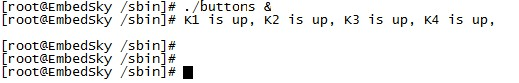 [root@EmbedSky /sbin]# ./buttons &
[root@EmbedSky /sbin]# K1 is up, K2 is up, K3 is up, K4 is up,
[root@EmbedSky /sbin]#
[root@EmbedSky /sbin]#
[root@EmbedSky /sbin]#